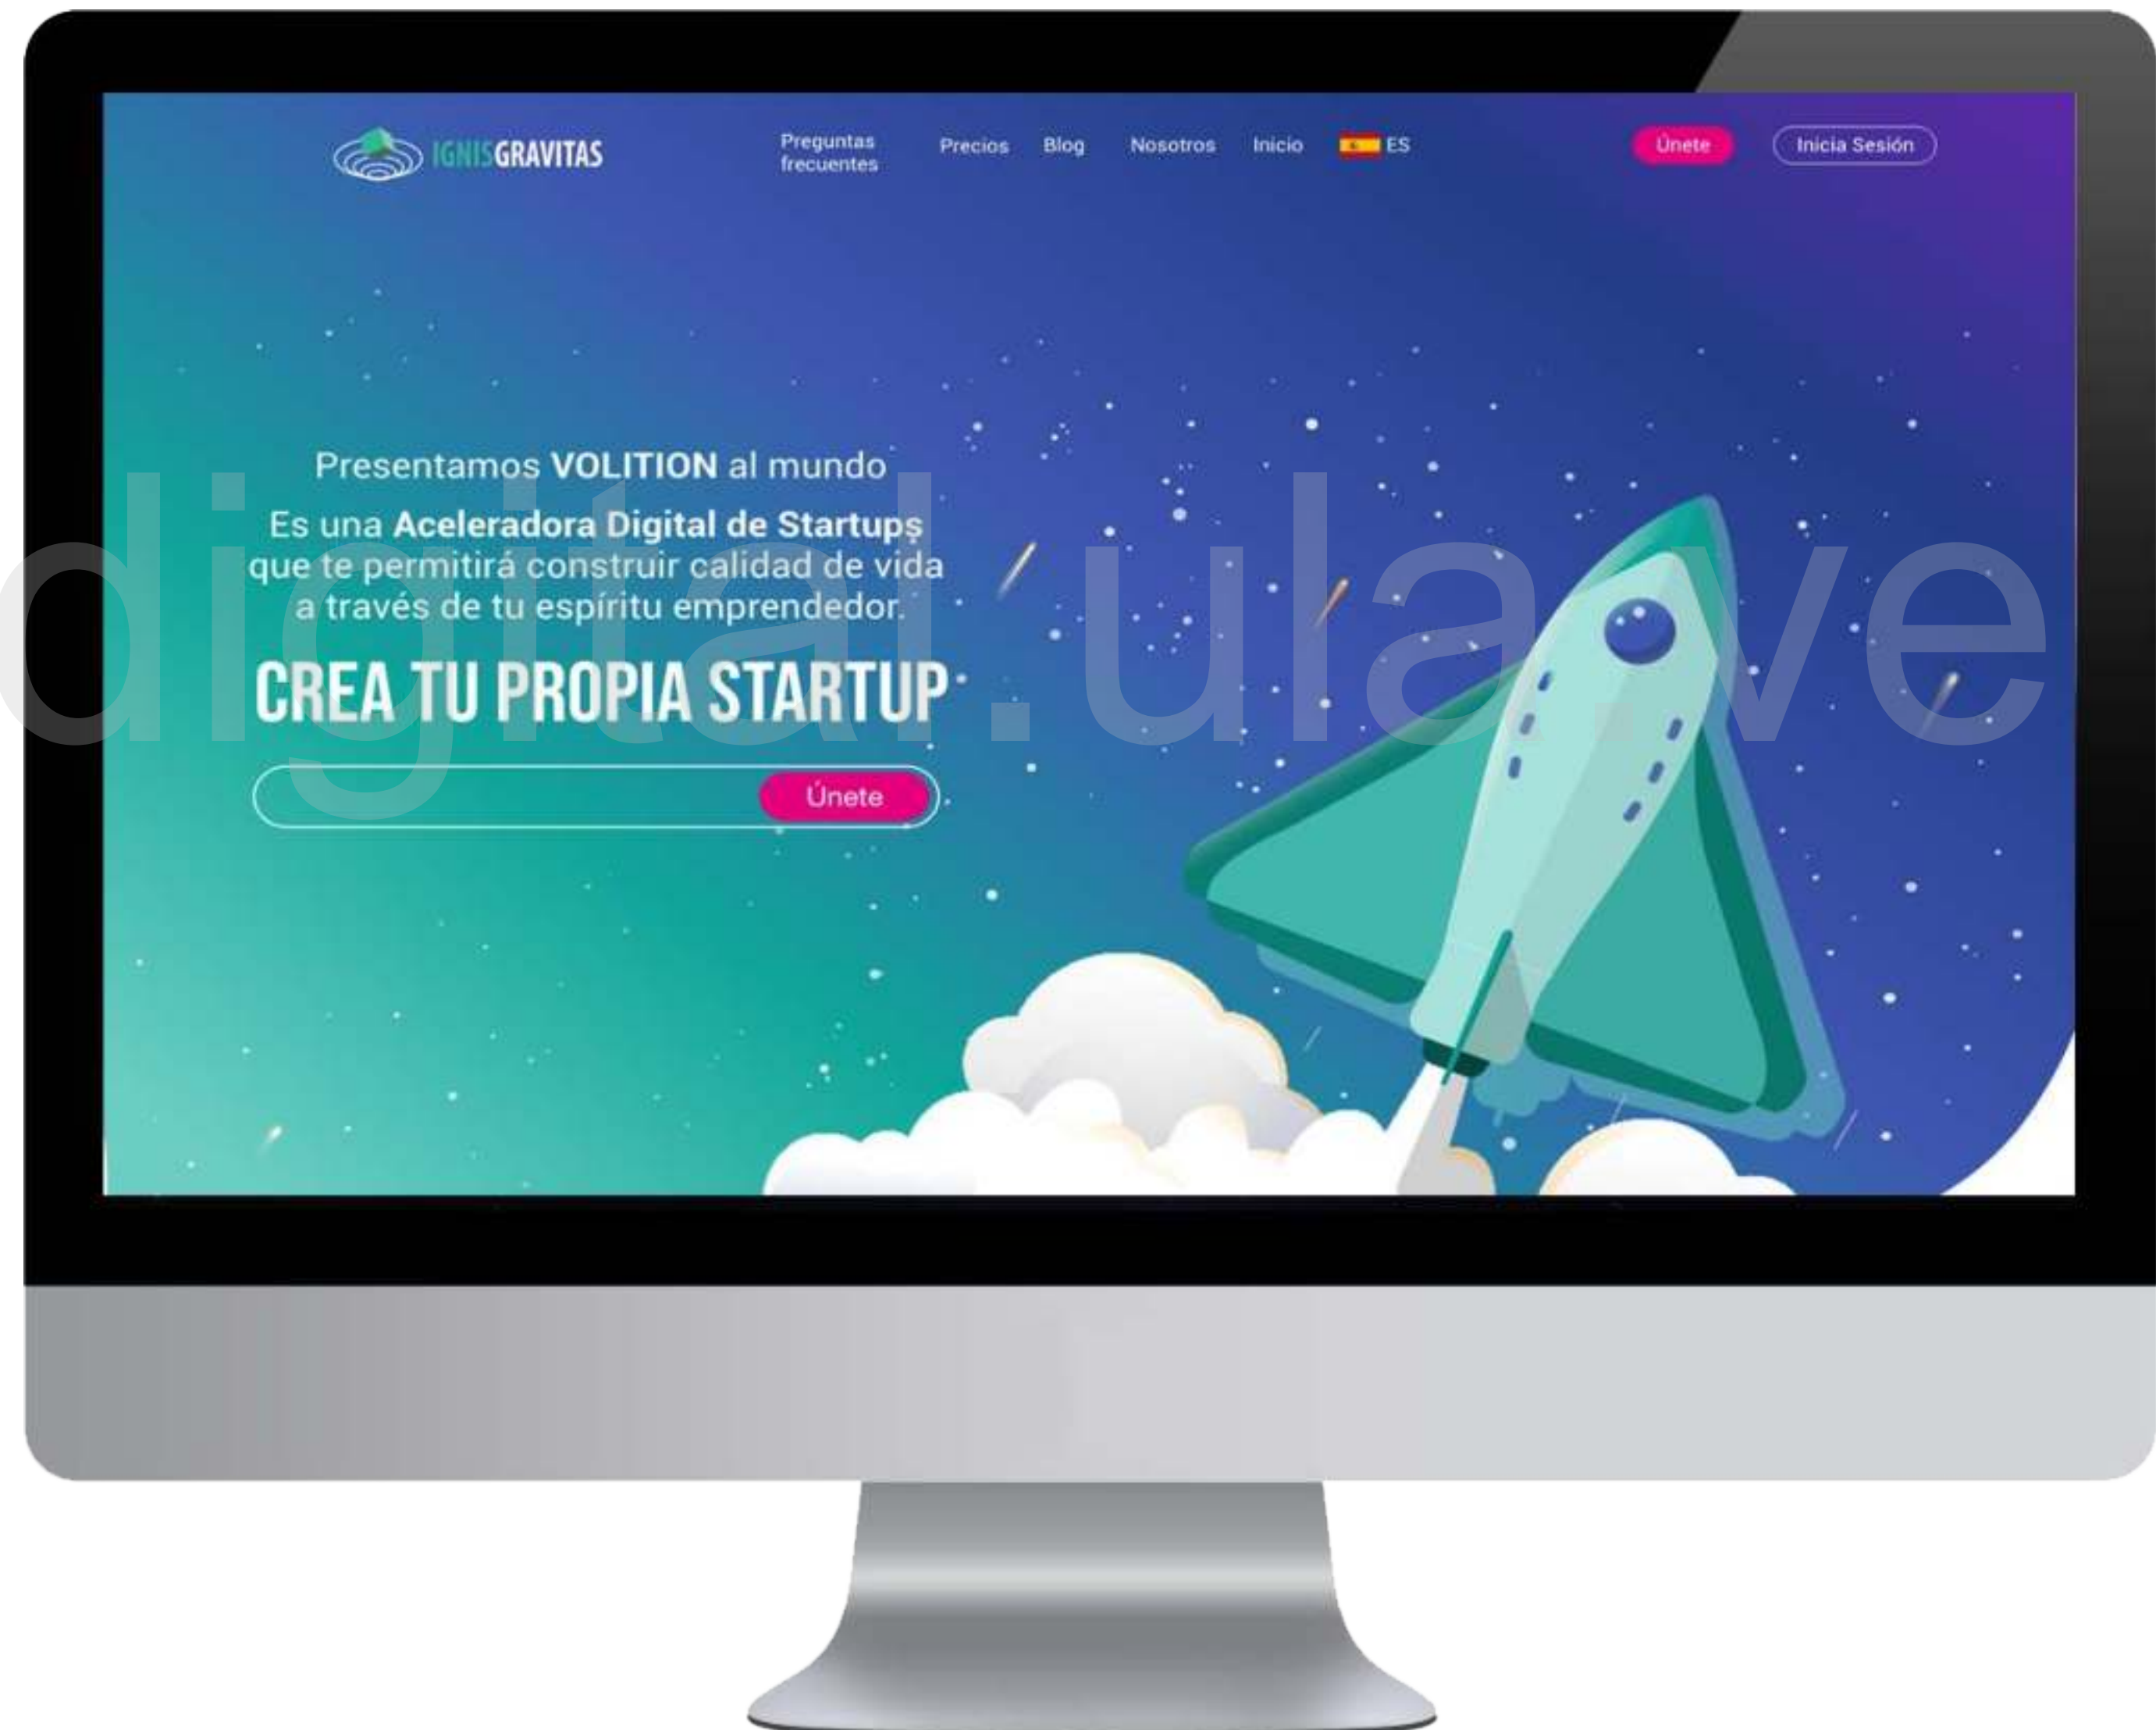 IGNISGRAVITAS
Preguntas
frecuentes
Precios
Blog
Nosotros
Inicio
ES
Únete
Inicia Sesión
Presentamos VOLITION al mundo
Es una Aceleradora Digital de Startups
que te permitirá construir calidad de vida
a través de tu espíritu emprendedor.
CREA TU PROPIA STARTUP
Únete
digital.ula.ve